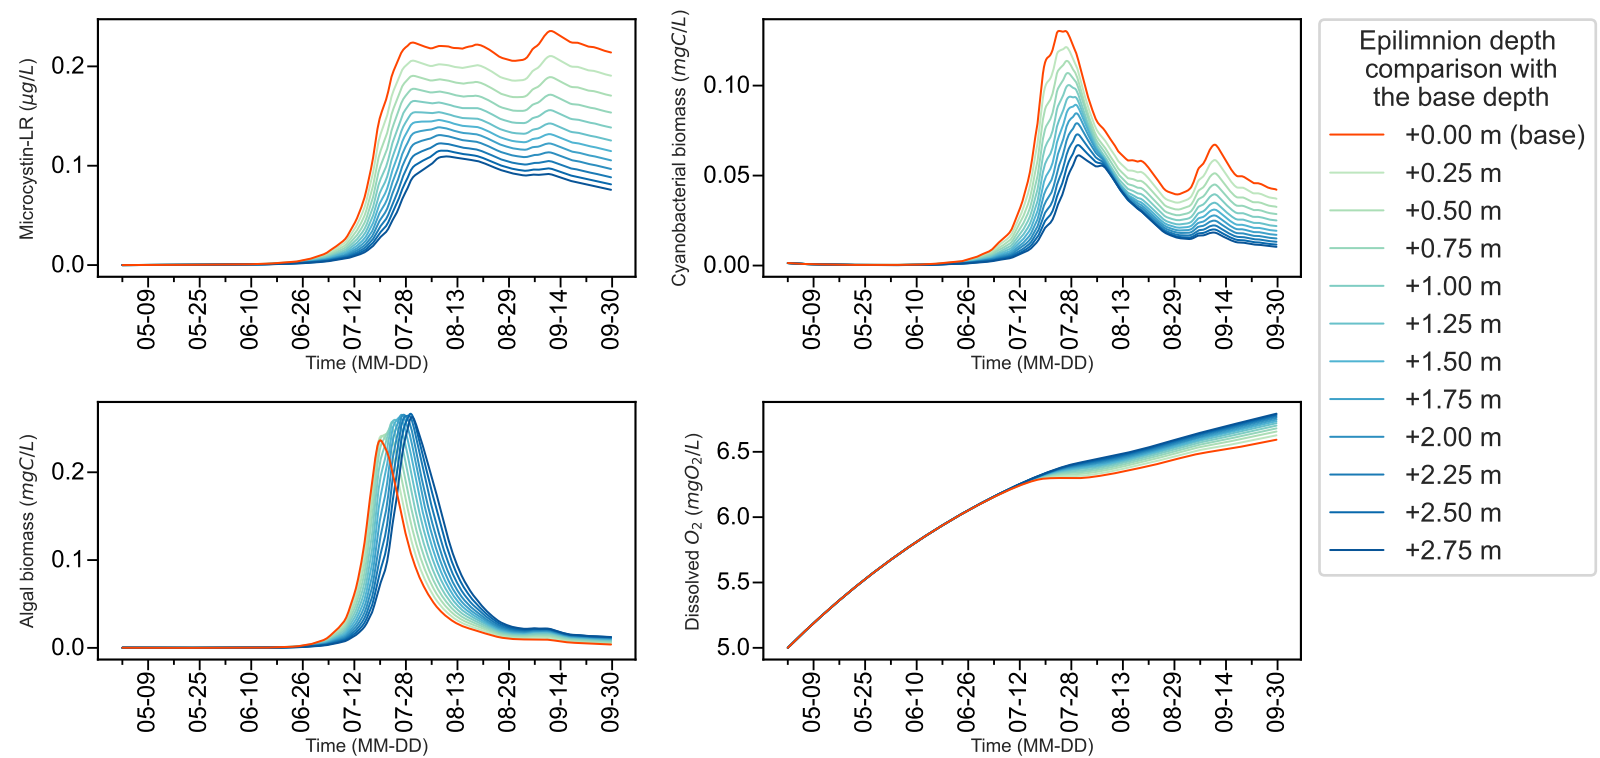 Microcystin-LR (μg/L)
0.2
0.1
0.0
05-09
05-25
06-10
06-26
07-12
07-28
08-13
08-29
09-14
09-30
Time (MM-DD)
Cyanobacterial biomass (mgC/L)
0.10
0.05
0.00
05-09
05-25
06-10
06-26
07-12
07-28
08-13
08-29
09-14
09-30
Time (MM-DD)
Algal biomass (mgC/L)
0.2
0.1
0.0
05-09
05-25
06-10
06-26
07-12
07-28
08-13
08-29
09-14
09-30
Time (MM-DD)
Dissolved O₂ (mgO₂/L)
6.5
6.0
5.5
5.0
05-09
05-25
06-10
06-26
07-12
07-28
08-13
08-29
09-14
09-30
Time (MM-DD)
Epilimnion depth
comparison with
the base depth
+0.00 m (base)
+0.25 m
+0.50 m
+0.75 m
+1.00 m
+1.25 m
+1.50 m
+1.75 m
+2.00 m
+2.25 m
+2.50 m
+2.75 m